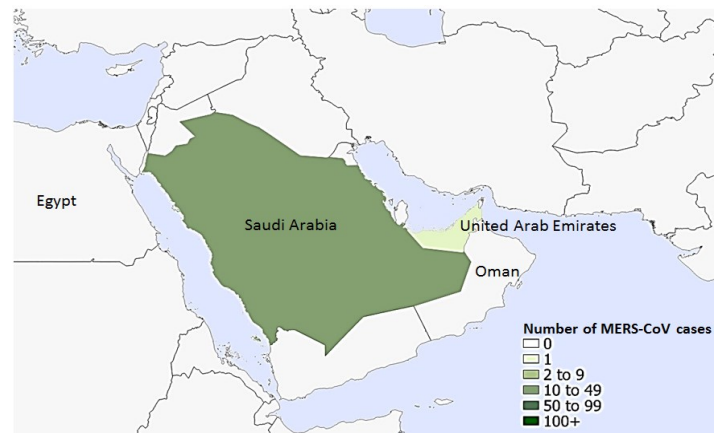 Egypt
Saudi Arabia
United Arab Emirates
Oman
Number of MERS-CoV cases
0
1
2 to 9
10 to 49
50 to 99
100+